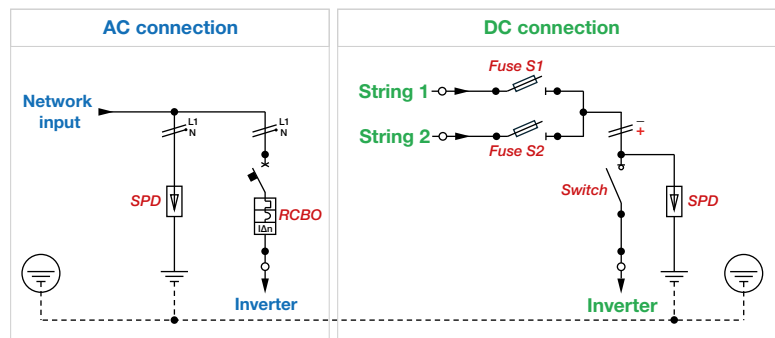 AC connection
Network
input
L1
N
L1
N
SPD
RCBO
IΔn
Inverter
DC connection
String 1
Fuse S1
String 2
Fuse S2
−
+
Switch
SPD
Inverter